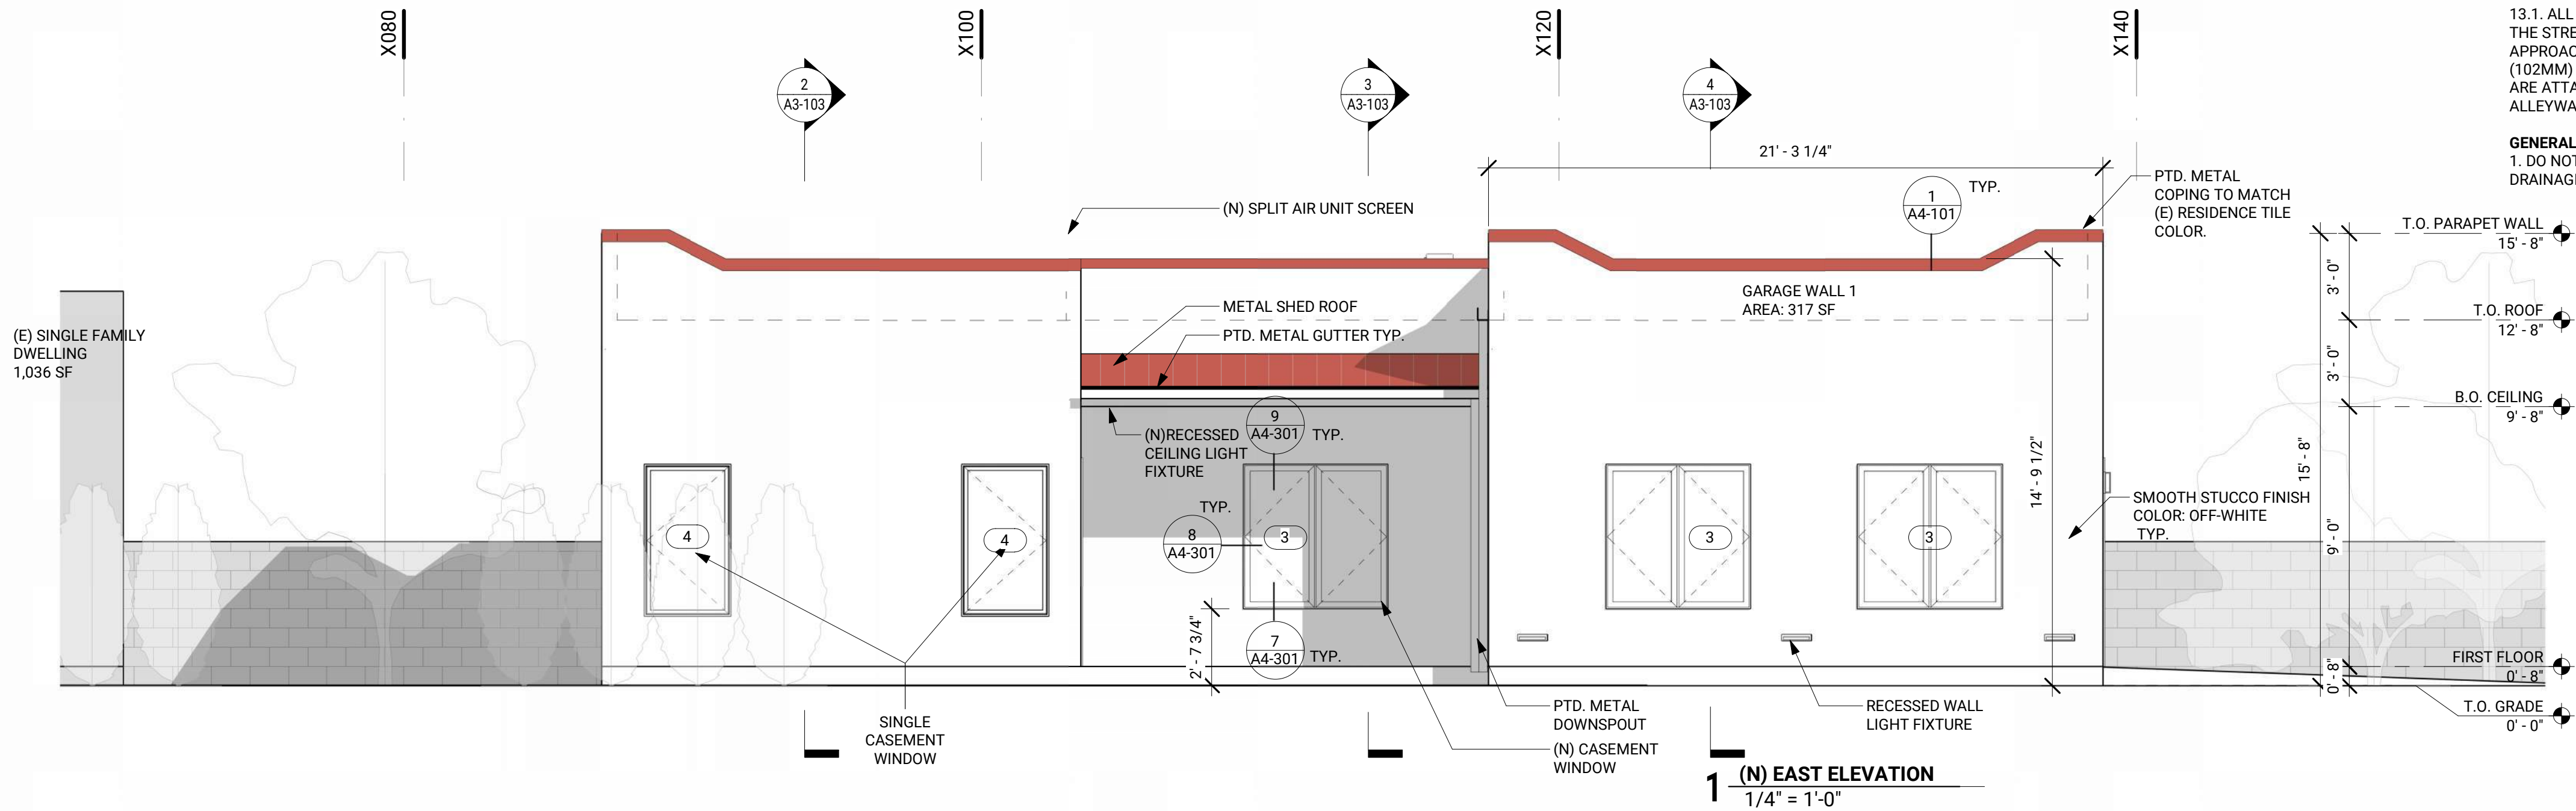 X080
X100
X120
X140
13.1. ALL
THE STRE
APPROAC
(102MM)
ARE ATTA
ALLEYWA
GENERAL
1. DO NOT
DRAINAG
2
A3-103
3
A3-103
4
A3-103
21' - 3 1/4"
1
A4-101
TYP.
PTD. METAL
COPING TO MATCH
(E) RESIDENCE TILE
COLOR.
(N) SPLIT AIR UNIT SCREEN
T.O. PARAPET WALL
15' - 8"
3' - 0"
GARAGE WALL 1
AREA: 317 SF
METAL SHED ROOF
PTD. METAL GUTTER TYP.
T.O. ROOF
12' - 8"
3' - 0"
(E) SINGLE FAMILY
DWELLING
1,036 SF
B.O. CEILING
9' - 8"
9
A4-301
TYP.
(N)RECESSED
CEILING LIGHT
FIXTURE
14' - 9 1/2"
15' - 8"
9' - 0"
SMOOTH STUCCO FINISH
COLOR: OFF-WHITE
TYP.
TYP.
8
A4-301
4
4
3
3
3
2' - 7 3/4"
7
A4-301
TYP.
FIRST FLOOR
0' - 8"
0' - 8"
T.O. GRADE
0' - 0"
SINGLE
CASEMENT
WINDOW
PTD. METAL
DOWNSPOUT
(N) CASEMENT
WINDOW
RECESSED WALL
LIGHT FIXTURE
1
(N) EAST ELEVATION
1/4" = 1'-0"